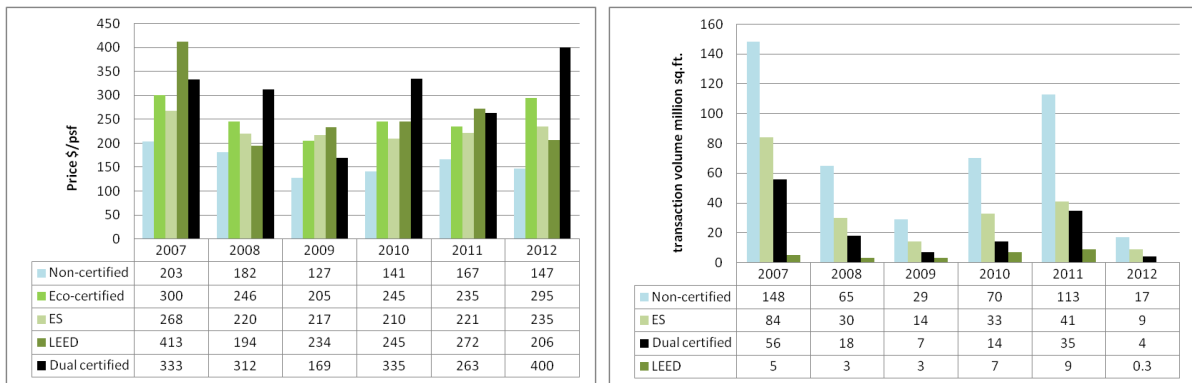 Price $/psf
450
400
350
300
250
200
150
100
50
0
2007 2008 2009 2010 2011 2012
Non-certified 203 182 127 141 167 147
Eco-certified 300 246 205 245 235 295
ES 268 220 217 210 221 235
LEED 413 194 234 245 272 206
Dual certified 333 312 169 335 263 400
transaction volume million sq.ft.
160
140
120
100
80
60
40
20
0
2007 2008 2009 2010 2011 2012
Non-certified 148 65 29 70 113 17
ES 84 30 14 33 41 9
Dual certified 56 18 7 14 35 4
LEED 5 3 3 7 9 0.3